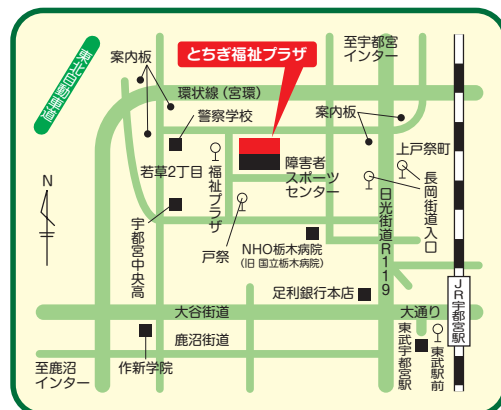 とちぎ福祉プラザ
至宇都宮
インター
東北自動車道
案内板
環状線(宮環)
警察学校
案内板
上戸祭町
若草2丁目
福祉プラザ
障害者
スポーツ
センター
長岡街道入口
N
戸祭
宇都宮中央高
NHO栃木病院
(旧 国立栃木病院)
日光街道R119
足利銀行本店
大谷街道
大通り
JR宇都宮駅
鹿沼街道
作新学院
至鹿沼
インター
東武宇都宮駅
東武駅前